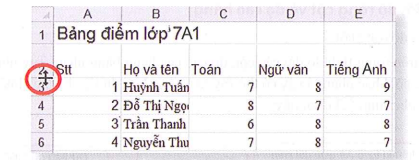 A B C D E
1 Bảng điểm lớp 7A1
2 Stt Họ và tên Toán Ngữ văn Tiếng Anh
3 1 Huỳnh Tuấn 7 8 9
4 2 Đỗ Thị Ngọc 8 7 7
5 3 Trần Thanh 6 8 8
6 4 Nguyễn Thu 7 8 8